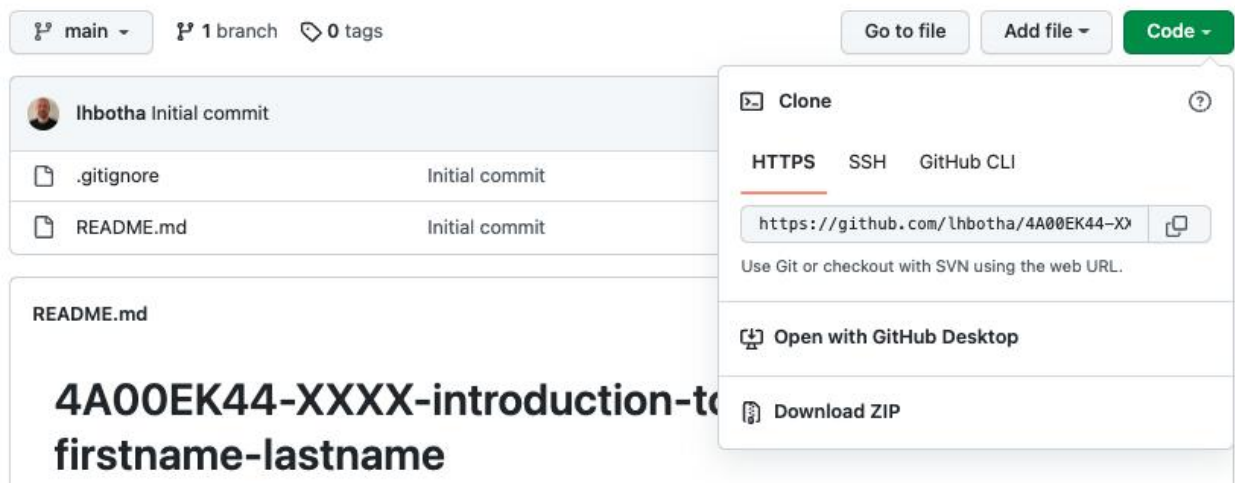 main
1 branch
0 tags
Go to file
Add file
Code
lhbotha Initial commit
.gitignore Initial commit
README.md Initial commit
README.md
4A00EK44-XXXX-introduction-to
firstname-lastname
Clone
HTTPS SSH GitHub CLI
https://github.com/lhbotha/4A00EK44-XX
Use Git or checkout with SVN using the web URL.
Open with GitHub Desktop
Download ZIP